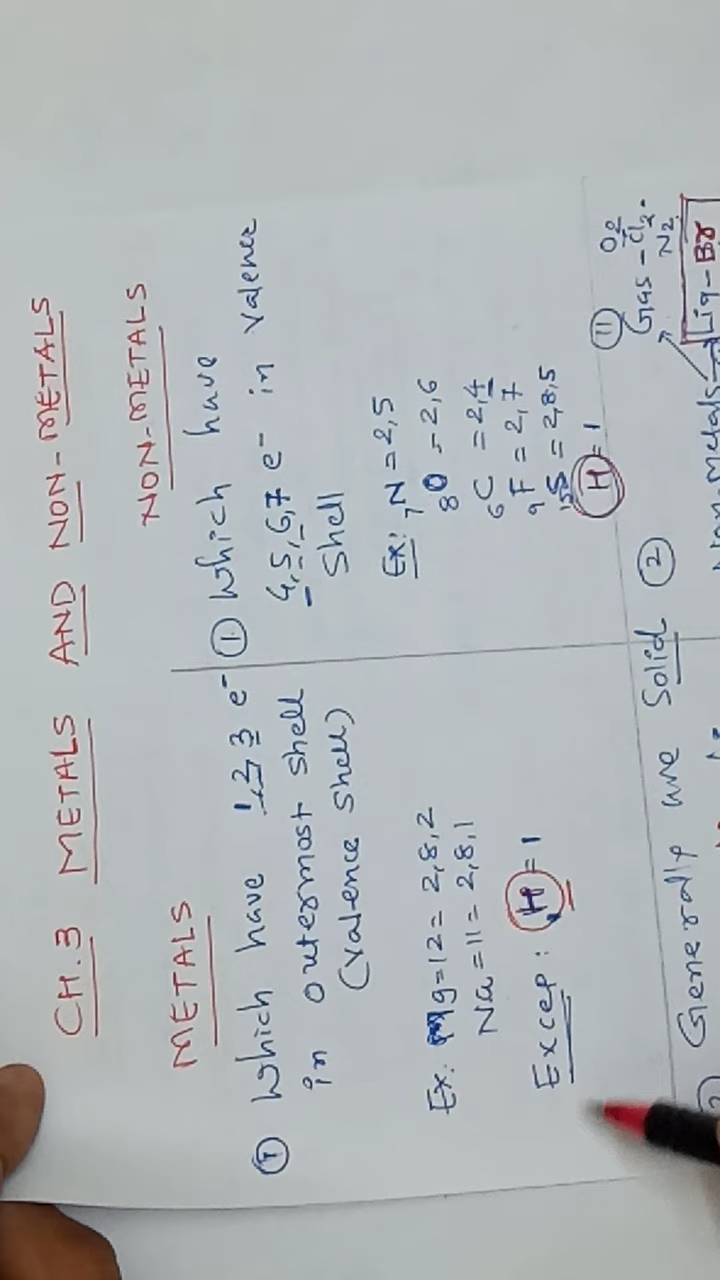 CH.3 METALS AND NON-METALS
METALS
① Which have 1,2,3 e⁻
in outermost shell
(valence shell)
Ex: Mg=12= 2,8,2
Na=11= 2,8,1
Excep: H=1
Generally are Solid
NON-METALS
① Which have
4,5,6,7 e⁻ in valence
Shell
Ex: ₇N = 2,5
₈O = 2,6
₆C = 2,4
₉F = 2,7
S = 2,8,5
H = 1
②
⑪ O₂
Gas - Cl₂
N₂
Non-Metals
Liq - Br